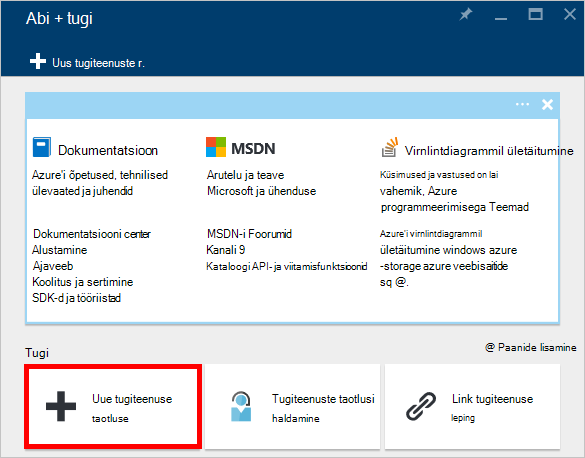 Abi + tugi
Uus tugiteenuste r.
Dokumentatsioon
Azure'i õpetused, tehnilised
ülevaated ja juhendid
Dokumentatsiooni center
Alustamine
Ajaveeb
Koolitus ja sertimine
SDK-d ja tööriistad
MSDN
Arutelu ja teave
Microsoft ja ühenduse
MSDN-i Foorumid
Kanali 9
Kataloogi API- ja viitamisfunktsioonid
Virnlintdiagrammil ületäitumine
Küsimused ja vastused on lai
vahemik, Azure
programmeerimisega Teemad
Azure'i virnlintdiagrammil
ületäitumine windows azure
-storage azure veebisaitide
sq @.
Tugi
@ Paanide lisamine
Uue tugiteenuse
taotluse
Tugiteenuste taotlusi
haldamine
Link tugiteenuse
leping